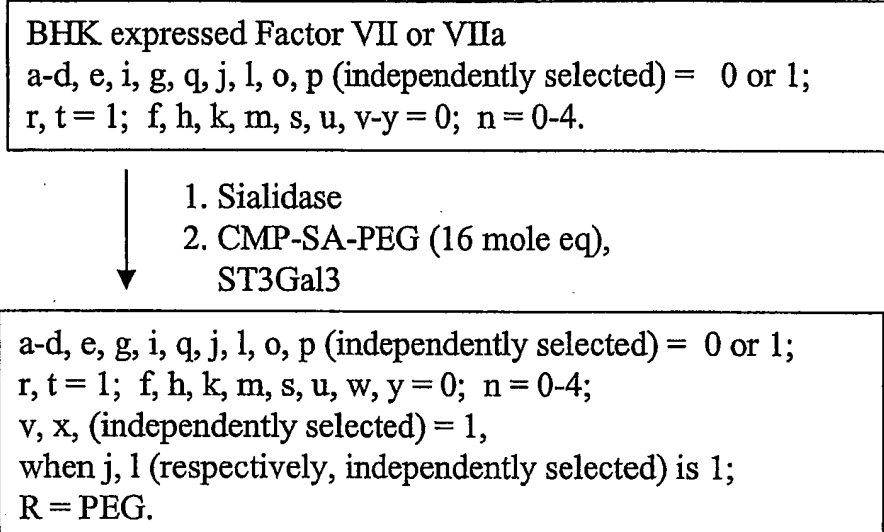 BHK expressed Factor VII or VIIa
a-d, e, i, g, q, j, l, o, p (independently selected) = 0 or 1;
r, t = 1; f, h, k, m, s, u, v-y = 0; n = 0-4.
1. Sialidase
2. CMP-SA-PEG (16 mole eq),
ST3Gal3
a-d, e, g, i, q, j, l, o, p (independently selected) = 0 or 1;
r, t = 1; f, h, k, m, s, u, w, y = 0; n = 0-4;
v, x, (independently selected) = 1,
when j, l (respectively, independently selected) is 1;
R = PEG.